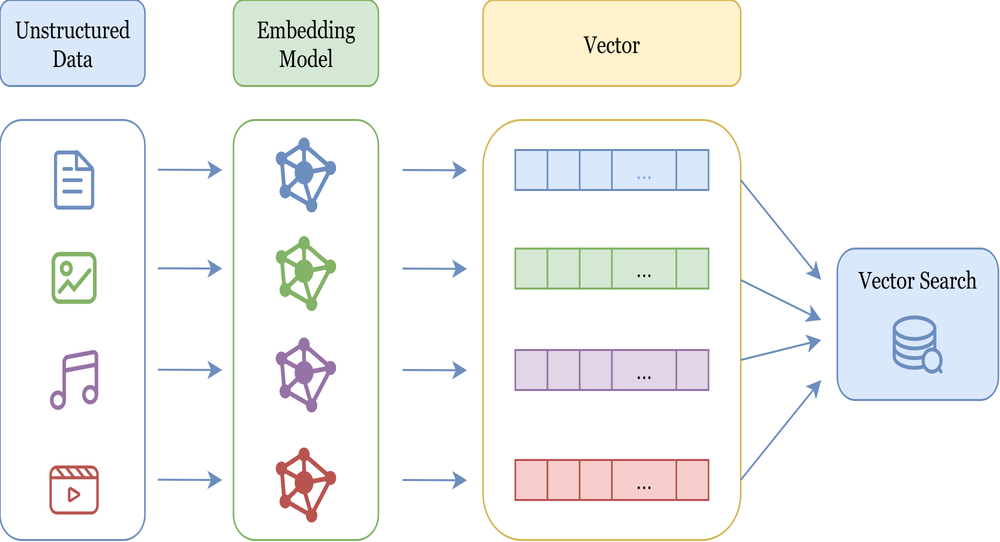 Unstructured
Data
Embedding
Model
Vector
...
...
...
...
Vector Search